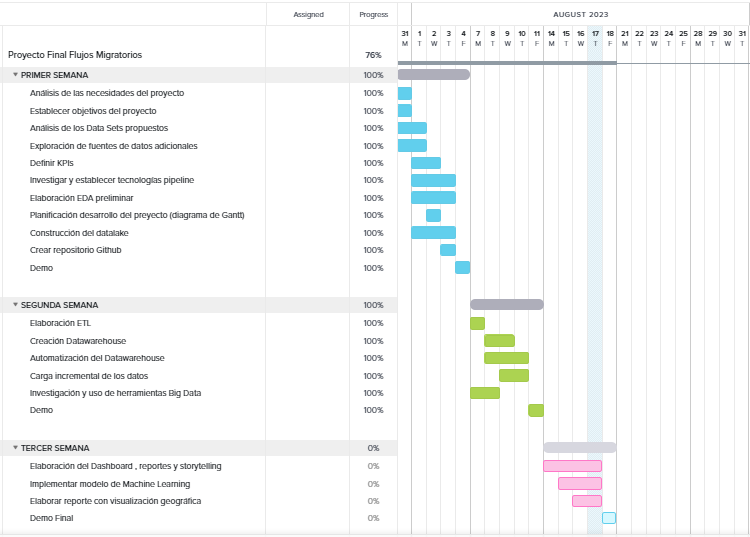 Assigned Progress AUGUST 2023
31 1 2 3 4 7 8 9 10 11 14 15 16 17 18 21 22 23 24 25 28 29 30 31
M T W T F M T W T F M T W T F M T W T F M T W T
Proyecto Final Flujos Migratorios 76%
PRIMER SEMANA 100%
Análisis de las necesidades del proyecto 100%
Establecer objetivos del proyecto 100%
Análisis de los Data Sets propuestos 100%
Exploración de fuentes de datos adicionales 100%
Definir KPIs 100%
Investigar y establecer tecnologías pipeline 100%
Elaboración EDA preliminar 100%
Planificación desarrollo del preyecto (diagrama de Gantt) 100%
Construcción del datalake 100%
Crear repositorio Github 100%
Demo 100%
SEGUNDA SEMANA 100%
Elaboración ETL 100%
Creación Datawarehouse 100%
Automatización del Datawarehouse 100%
Carga incremental de los datos 100%
Investigación y uso de herramientas Big Data 100%
Demo 100%
TERCER SEMANA 0%
Elaboración del Dashboard , reportes y storytelling 0%
Implementar modelo de Machine Learning 0%
Elaborar reporte con visualización geográfica 0%
Demo Final 0%